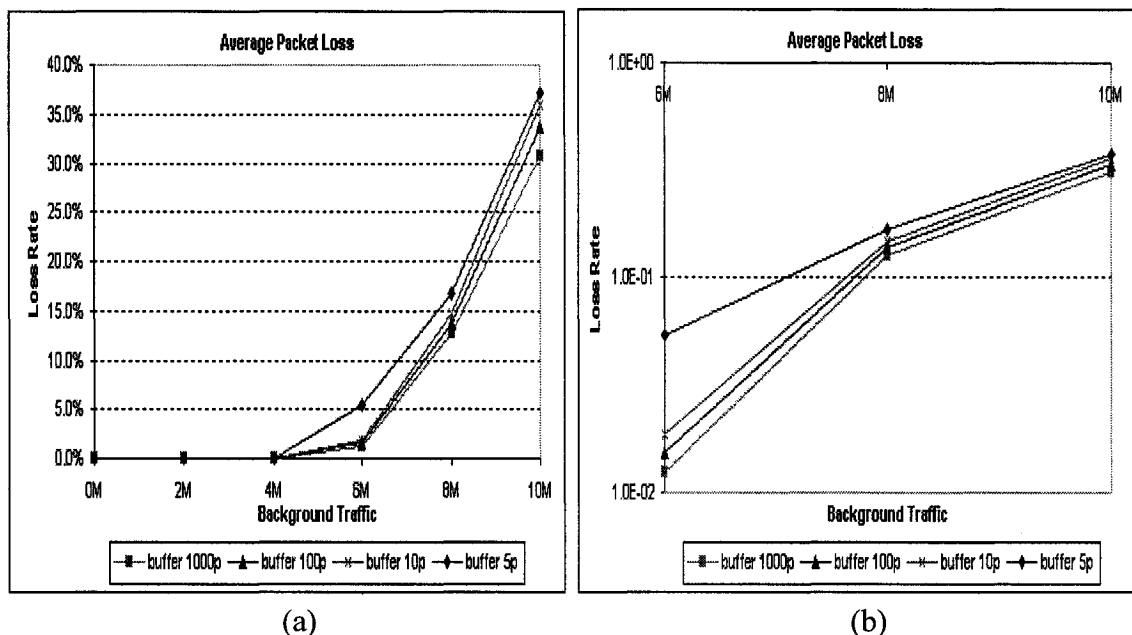 Average Packet Loss
40.0%
35.0%
30.0%
25.0%
20.0%
15.0%
10.0%
5.0%
0.0%
Loss Rate
0M 2M 4M 6M 8M 10M
Background Traffic
buffer 1000p buffer 100p buffer 10p buffer 5p
(a)
Average Packet Loss
1.0E+00
6M 8M 10M
1.0E-01
1.0E-02
Loss Rate
Background Traffic
buffer 1000p buffer 100p buffer 10p buffer 5p
(b)